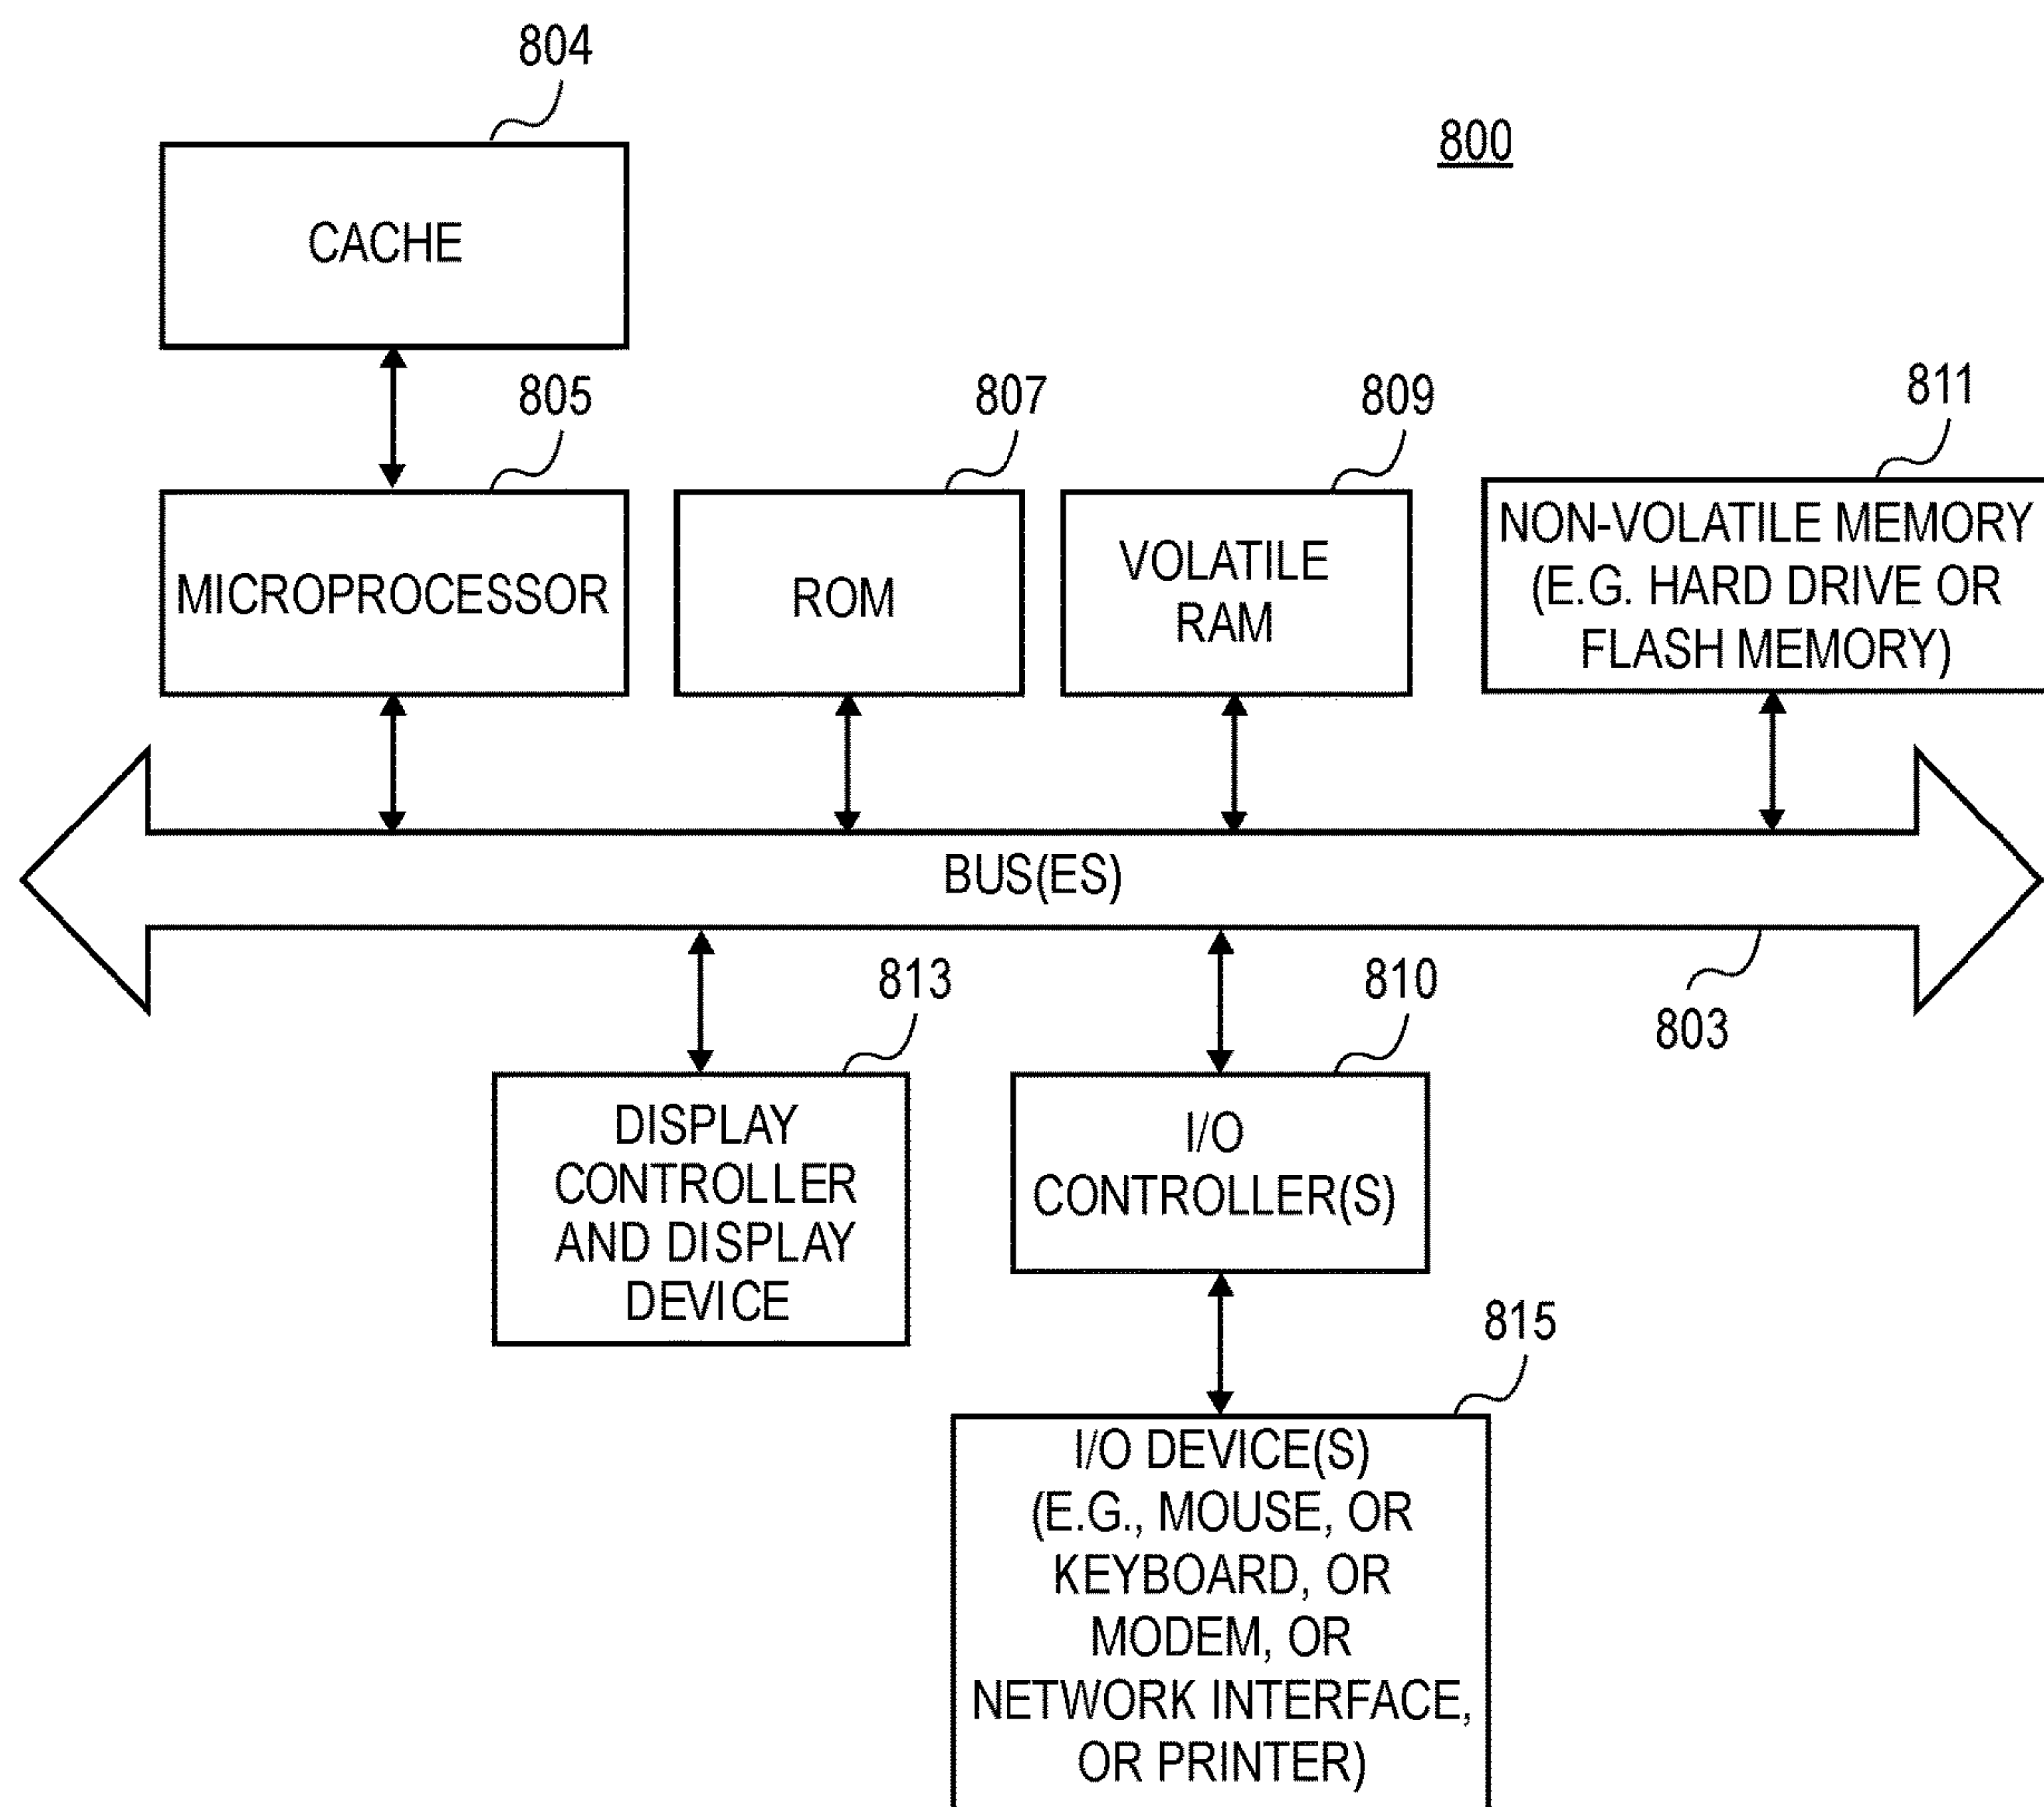 804
800
CACHE
805
807
809
811
MICROPROCESSOR
ROM
VOLATILE
RAM
NON-VOLATILE MEMORY
(E.G. HARD DRIVE OR
FLASH MEMORY)
BUS(ES)
803
813
810
DISPLAY
CONTROLLER
AND DISPLAY
DEVICE
I/O
CONTROLLER(S)
815
I/O DEVICE(S)
(E.G., MOUSE, OR
KEYBOARD, OR
MODEM, OR
NETWORK INTERFACE,
OR PRINTER)